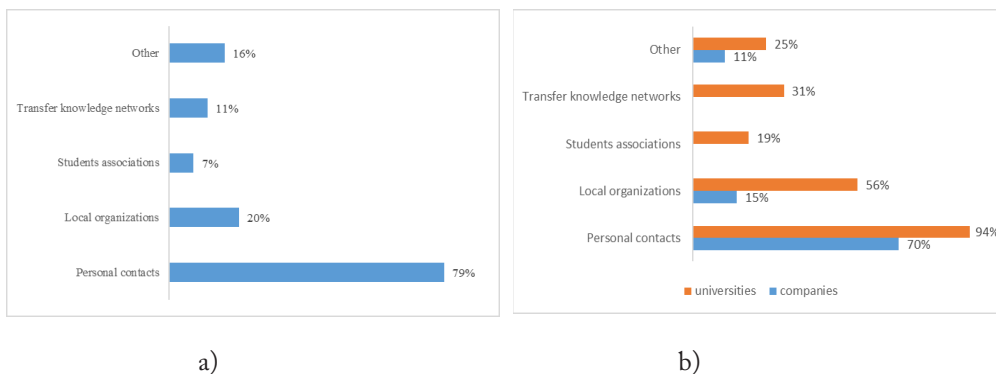 Other 16%
Transfer knowledge networks 11%
Students associations 7%
Local organizations 20%
Personal contacts 79%
a)
Other 25%
11%
Transfer knowledge networks 31%
Students associations 19%
Local organizations 56%
15%
Personal contacts 94%
70%
universities companies
b)